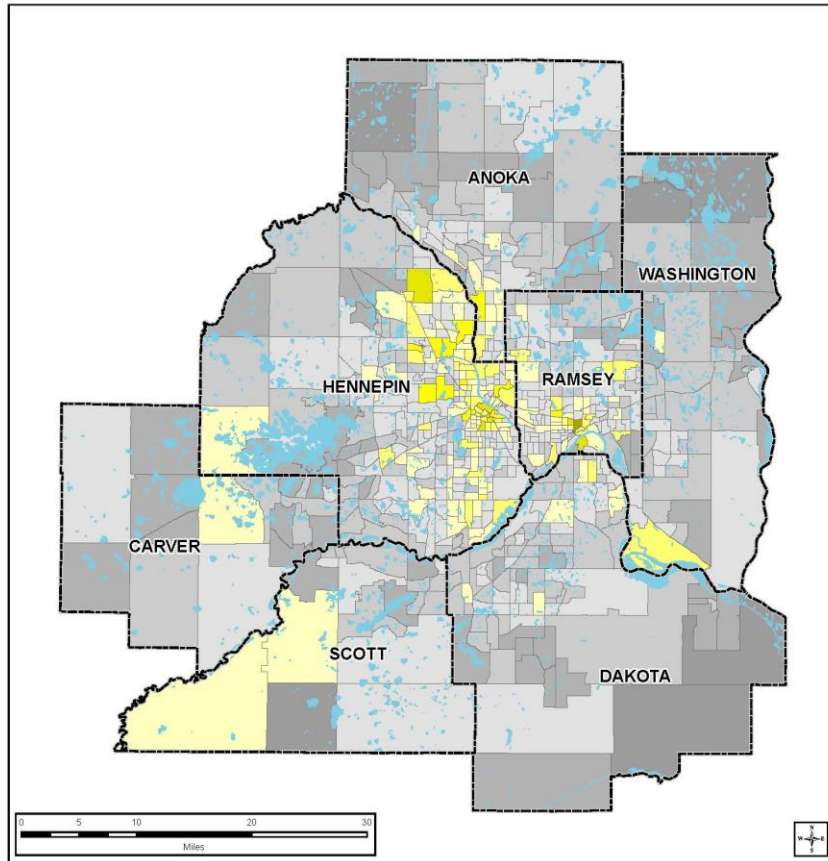 ANOKA
WASHINGTON
HENNEPIN
RAMSEY
CARVER
SCOTT
DAKOTA
0 5 10 20 30
Miles
N
W E
S